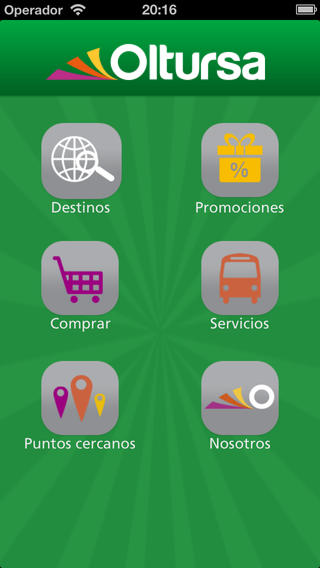 Operador 20:16
Oltursa
%
Destinos Promociones
Comprar Servicios
Puntos cercanos Nosotros